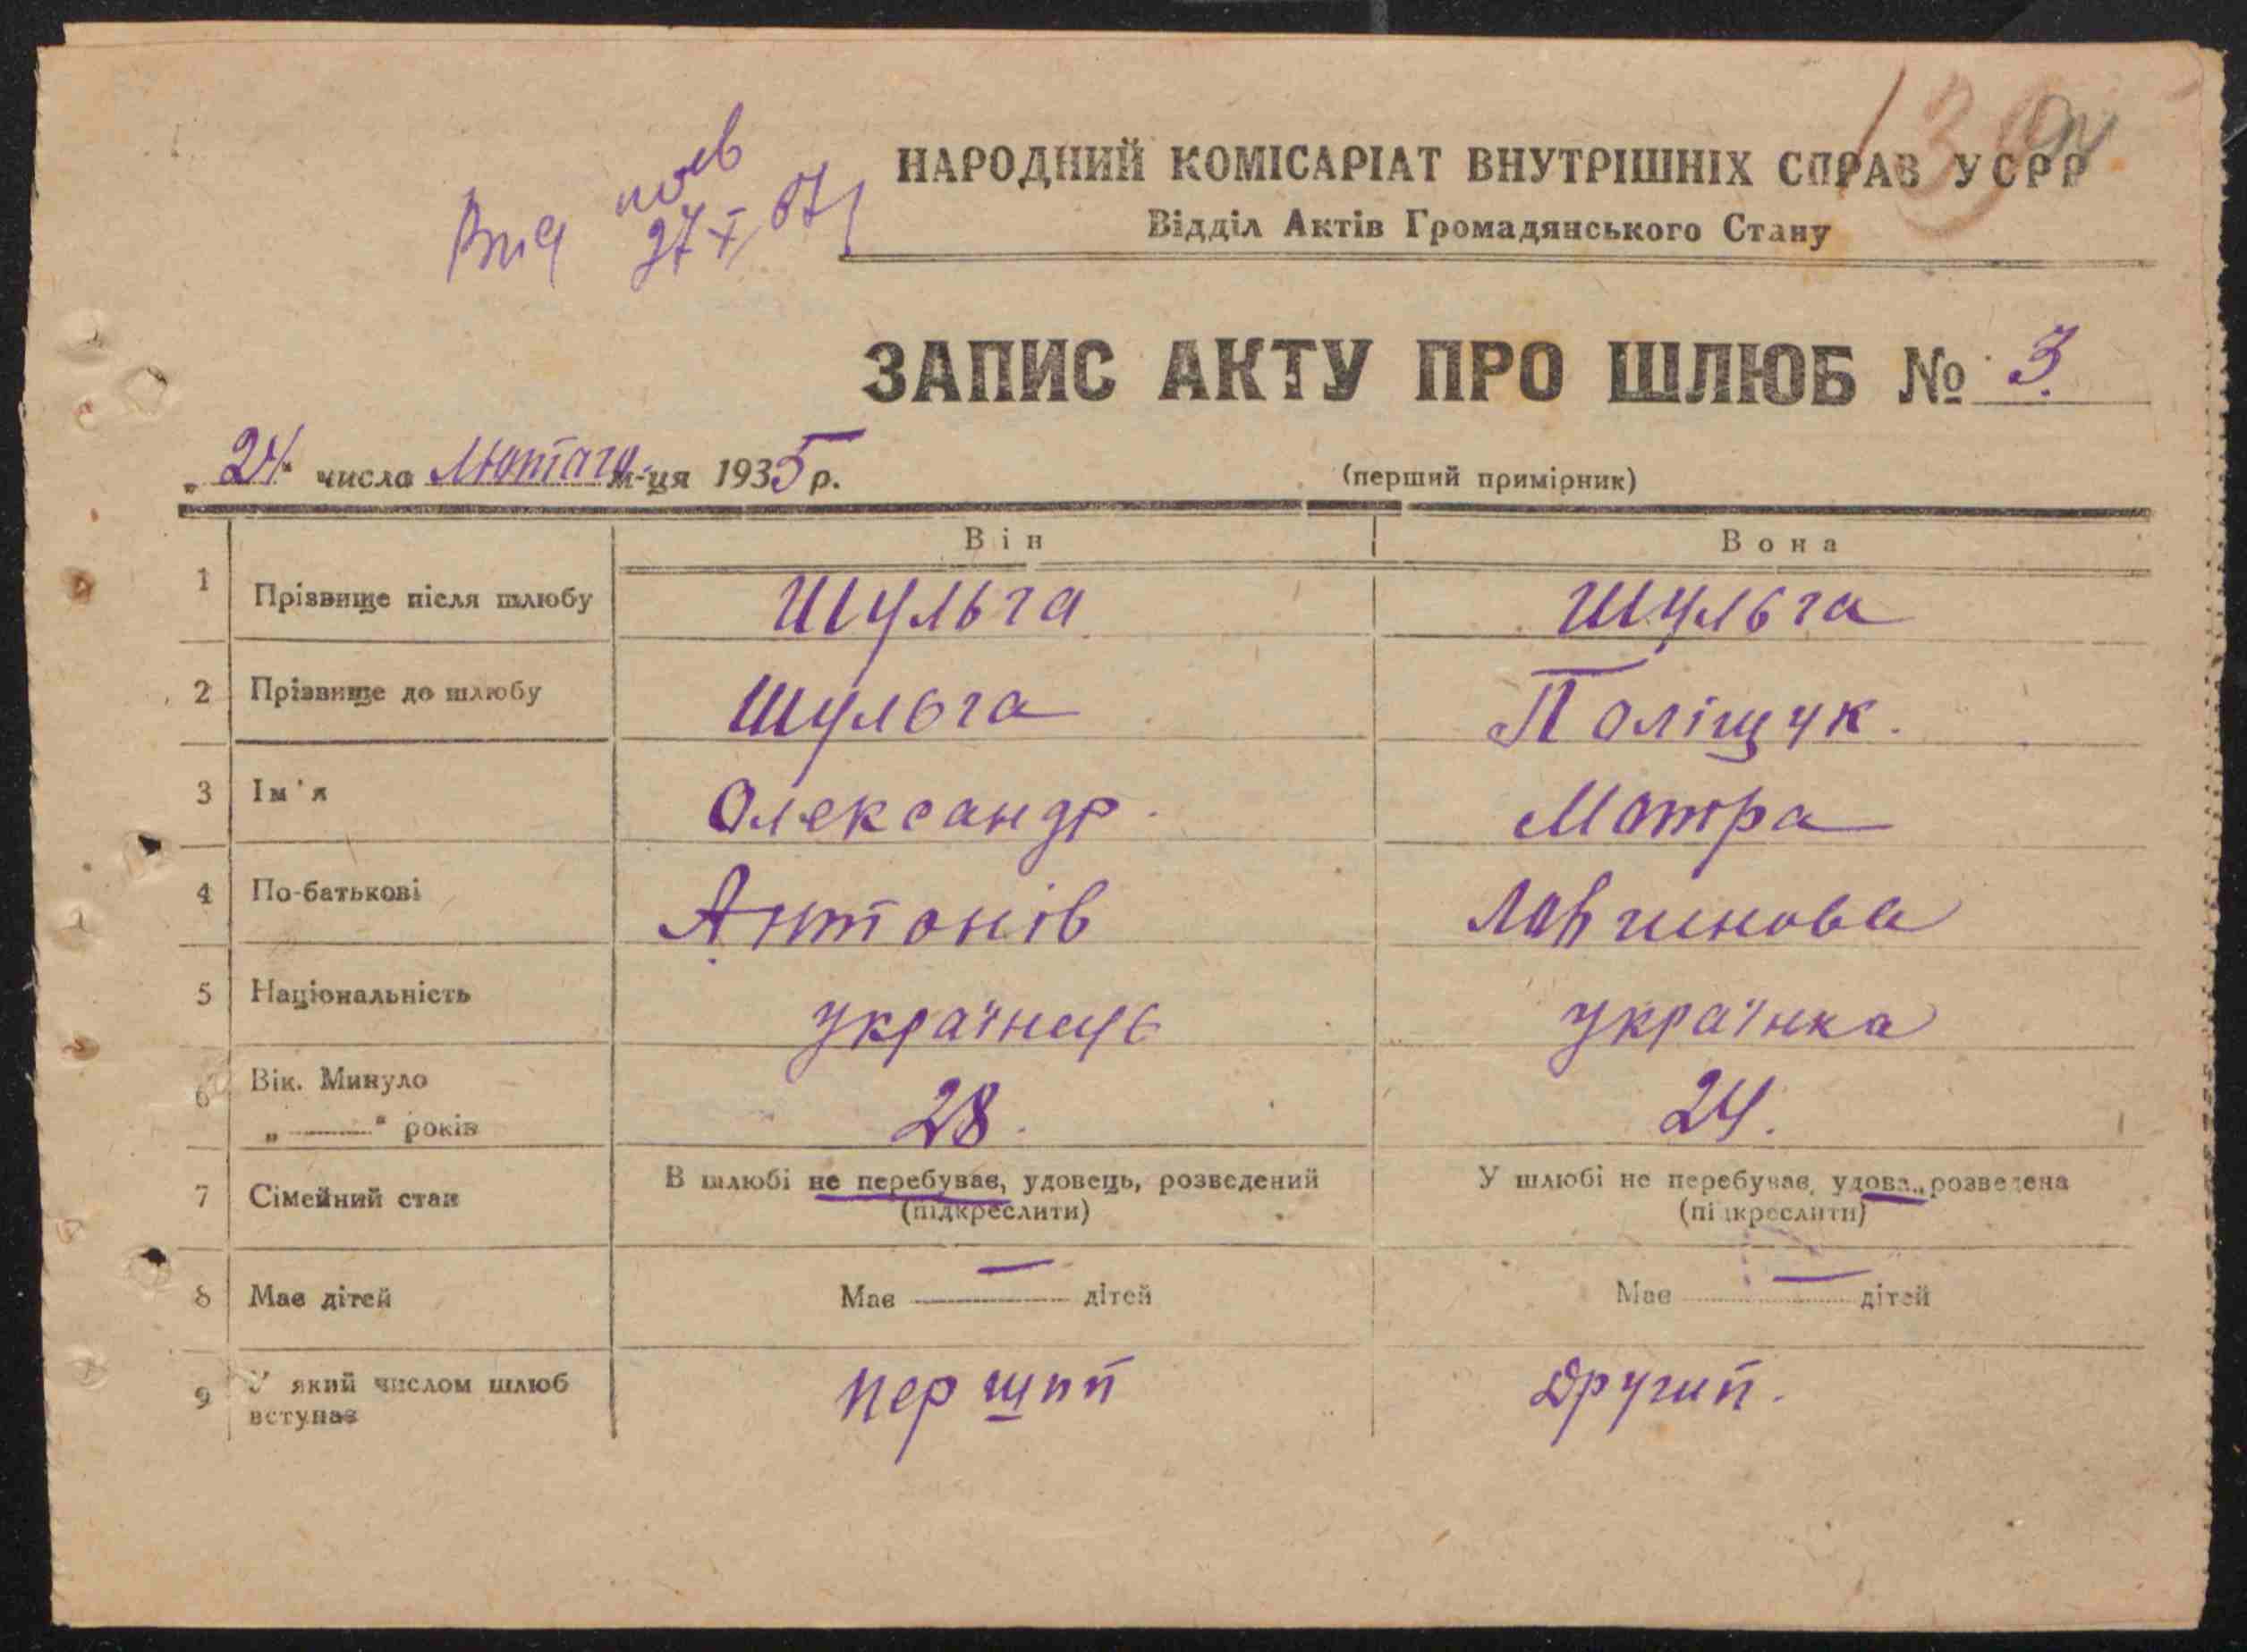 НАРОДНИЙ КОМІСАРІАТ ВНУТРІШНІХ СПРАВ УСРР
Відділ Актів Громадянського Стану
ЗАПИС АКТУ ПРО ШЛЮБ № 3.
„24“ числа Лютого м-ця 1935 р.
(перший примірник)
Він Вона
1 Прізвище після шлюбу Шульга Шульга
2 Прізвище до шлюбу Шульга Поліщук.
3 Ім'я Олександр Мотра
4 По-батькові Антонів
5 Національність українець українка
6 Вік. Минуло
„ “ років 28. 24.
7 Сімейний стан В шлюбі не перебуває, удовець, розведений У шлюбі не перебуває, удова, розведена
(підкреслити) (підкреслити)
8 Має дітей Має — дітей Має — дітей
9 У який числом шлюб перший Другий.
вступає